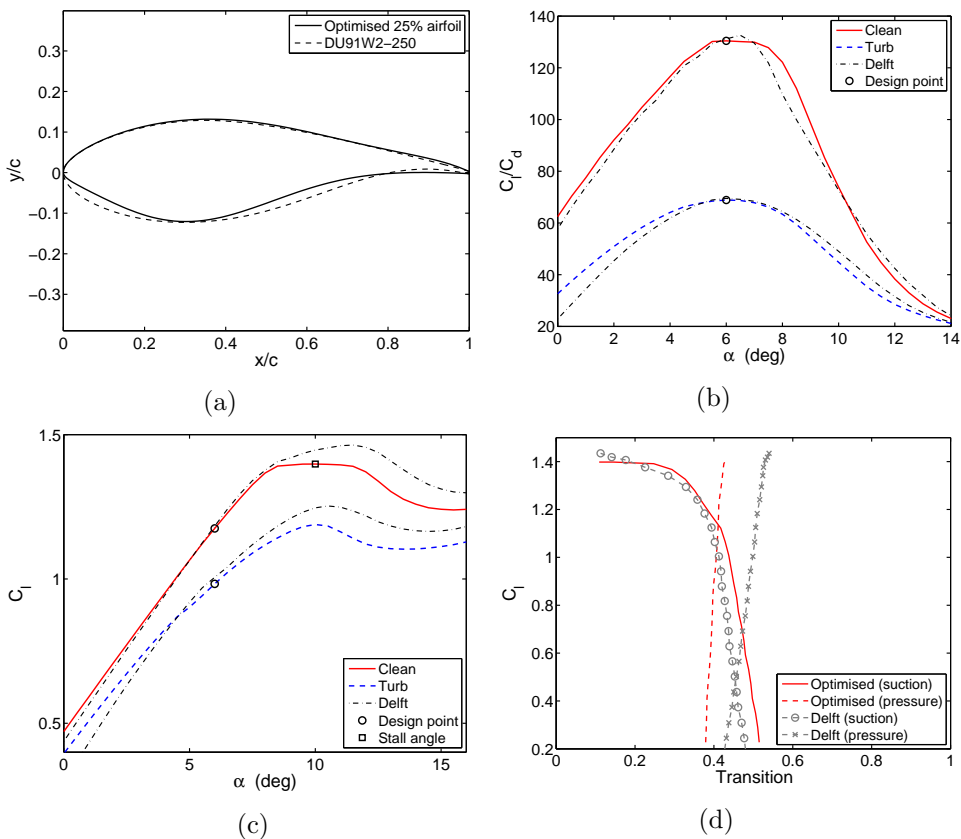 Optimised 25% airfoil
DU91W2−250
0.3
0.2
0.1
0
−0.1
−0.2
−0.3
y/c
0
0.2
0.4
0.6
0.8
1
x/c
(a)
Clean
Turb
Delft
Design point
140
120
100
80
60
40
20
C_l/C_d
0
2
4
6
8
10
12
14
α (deg)
(b)
1.5
1
0.5
C_l
Clean
Turb
Delft
Design point
Stall angle
0
5
10
15
α (deg)
(c)
1.4
1.2
1
0.8
0.6
0.4
0.2
C_l
Optimised (suction)
Optimised (pressure)
Delft (suction)
Delft (pressure)
0
0.2
0.4
0.6
0.8
1
Transition
(d)